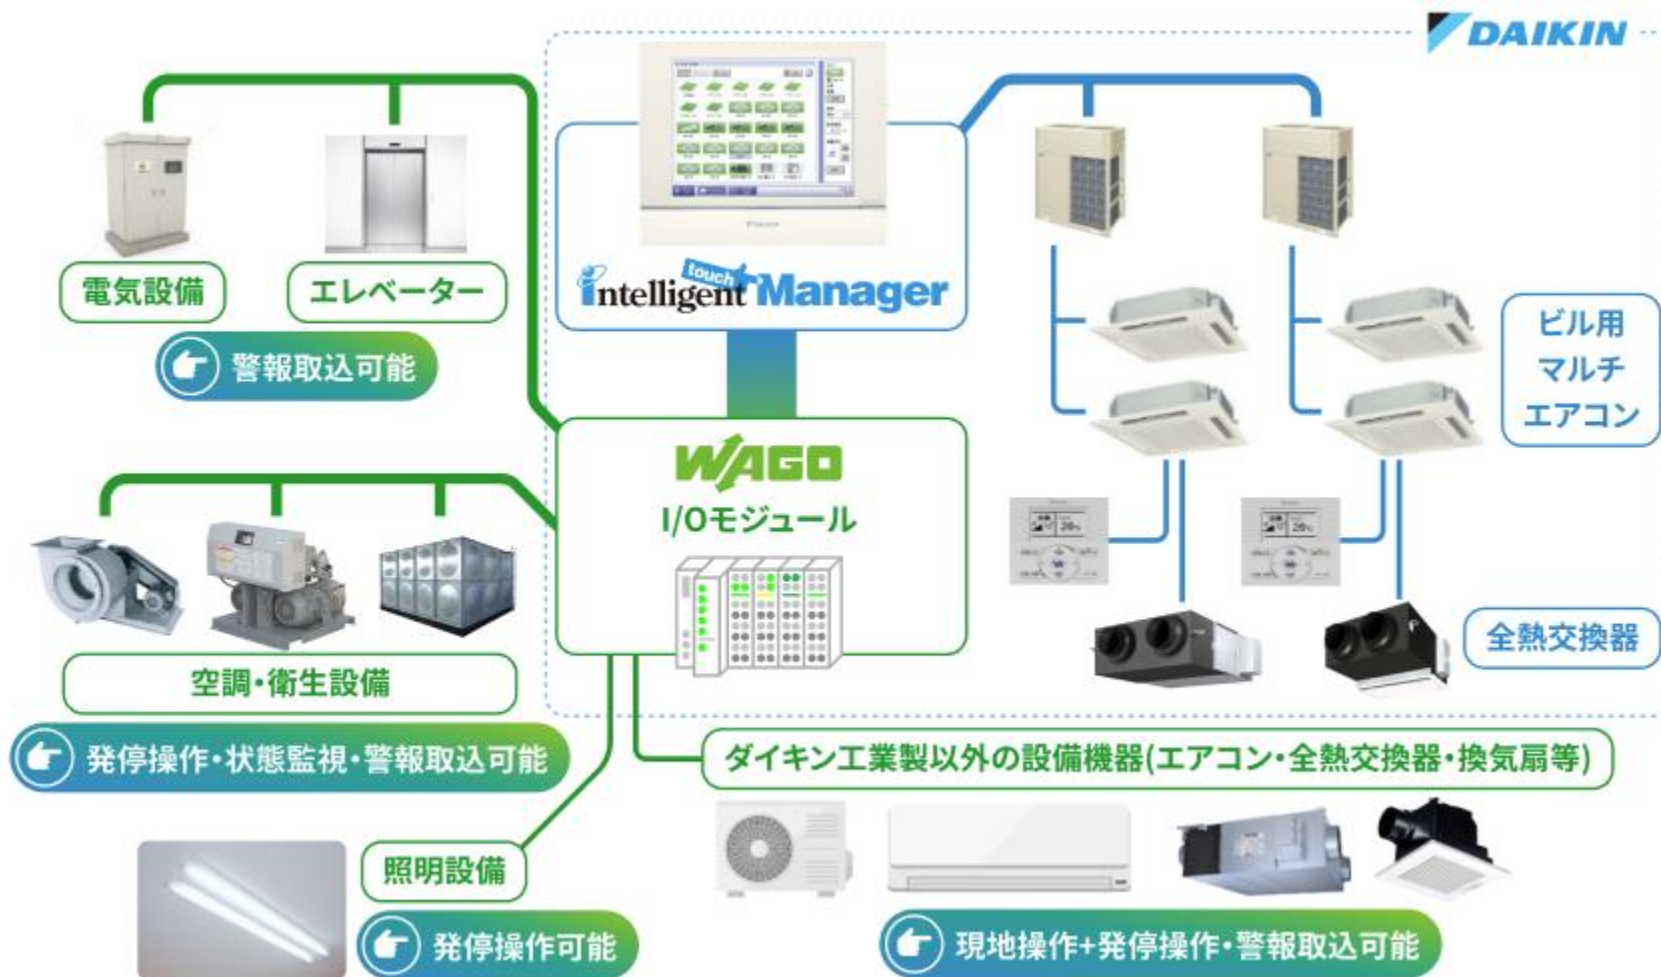 DAIKIN
intelligent touch Manager
電気設備
エレベーター
警報取込可能
ビル用
マルチ
エアコン
WAGO
I/Oモジュール
空調・衛生設備
全熱交換器
発停操作・状態監視・警報取込可能
ダイキン工業製以外の設備機器(エアコン・全熱交換器・換気扇等)
照明設備
発停操作可能
現地操作+発停操作・警報取込可能